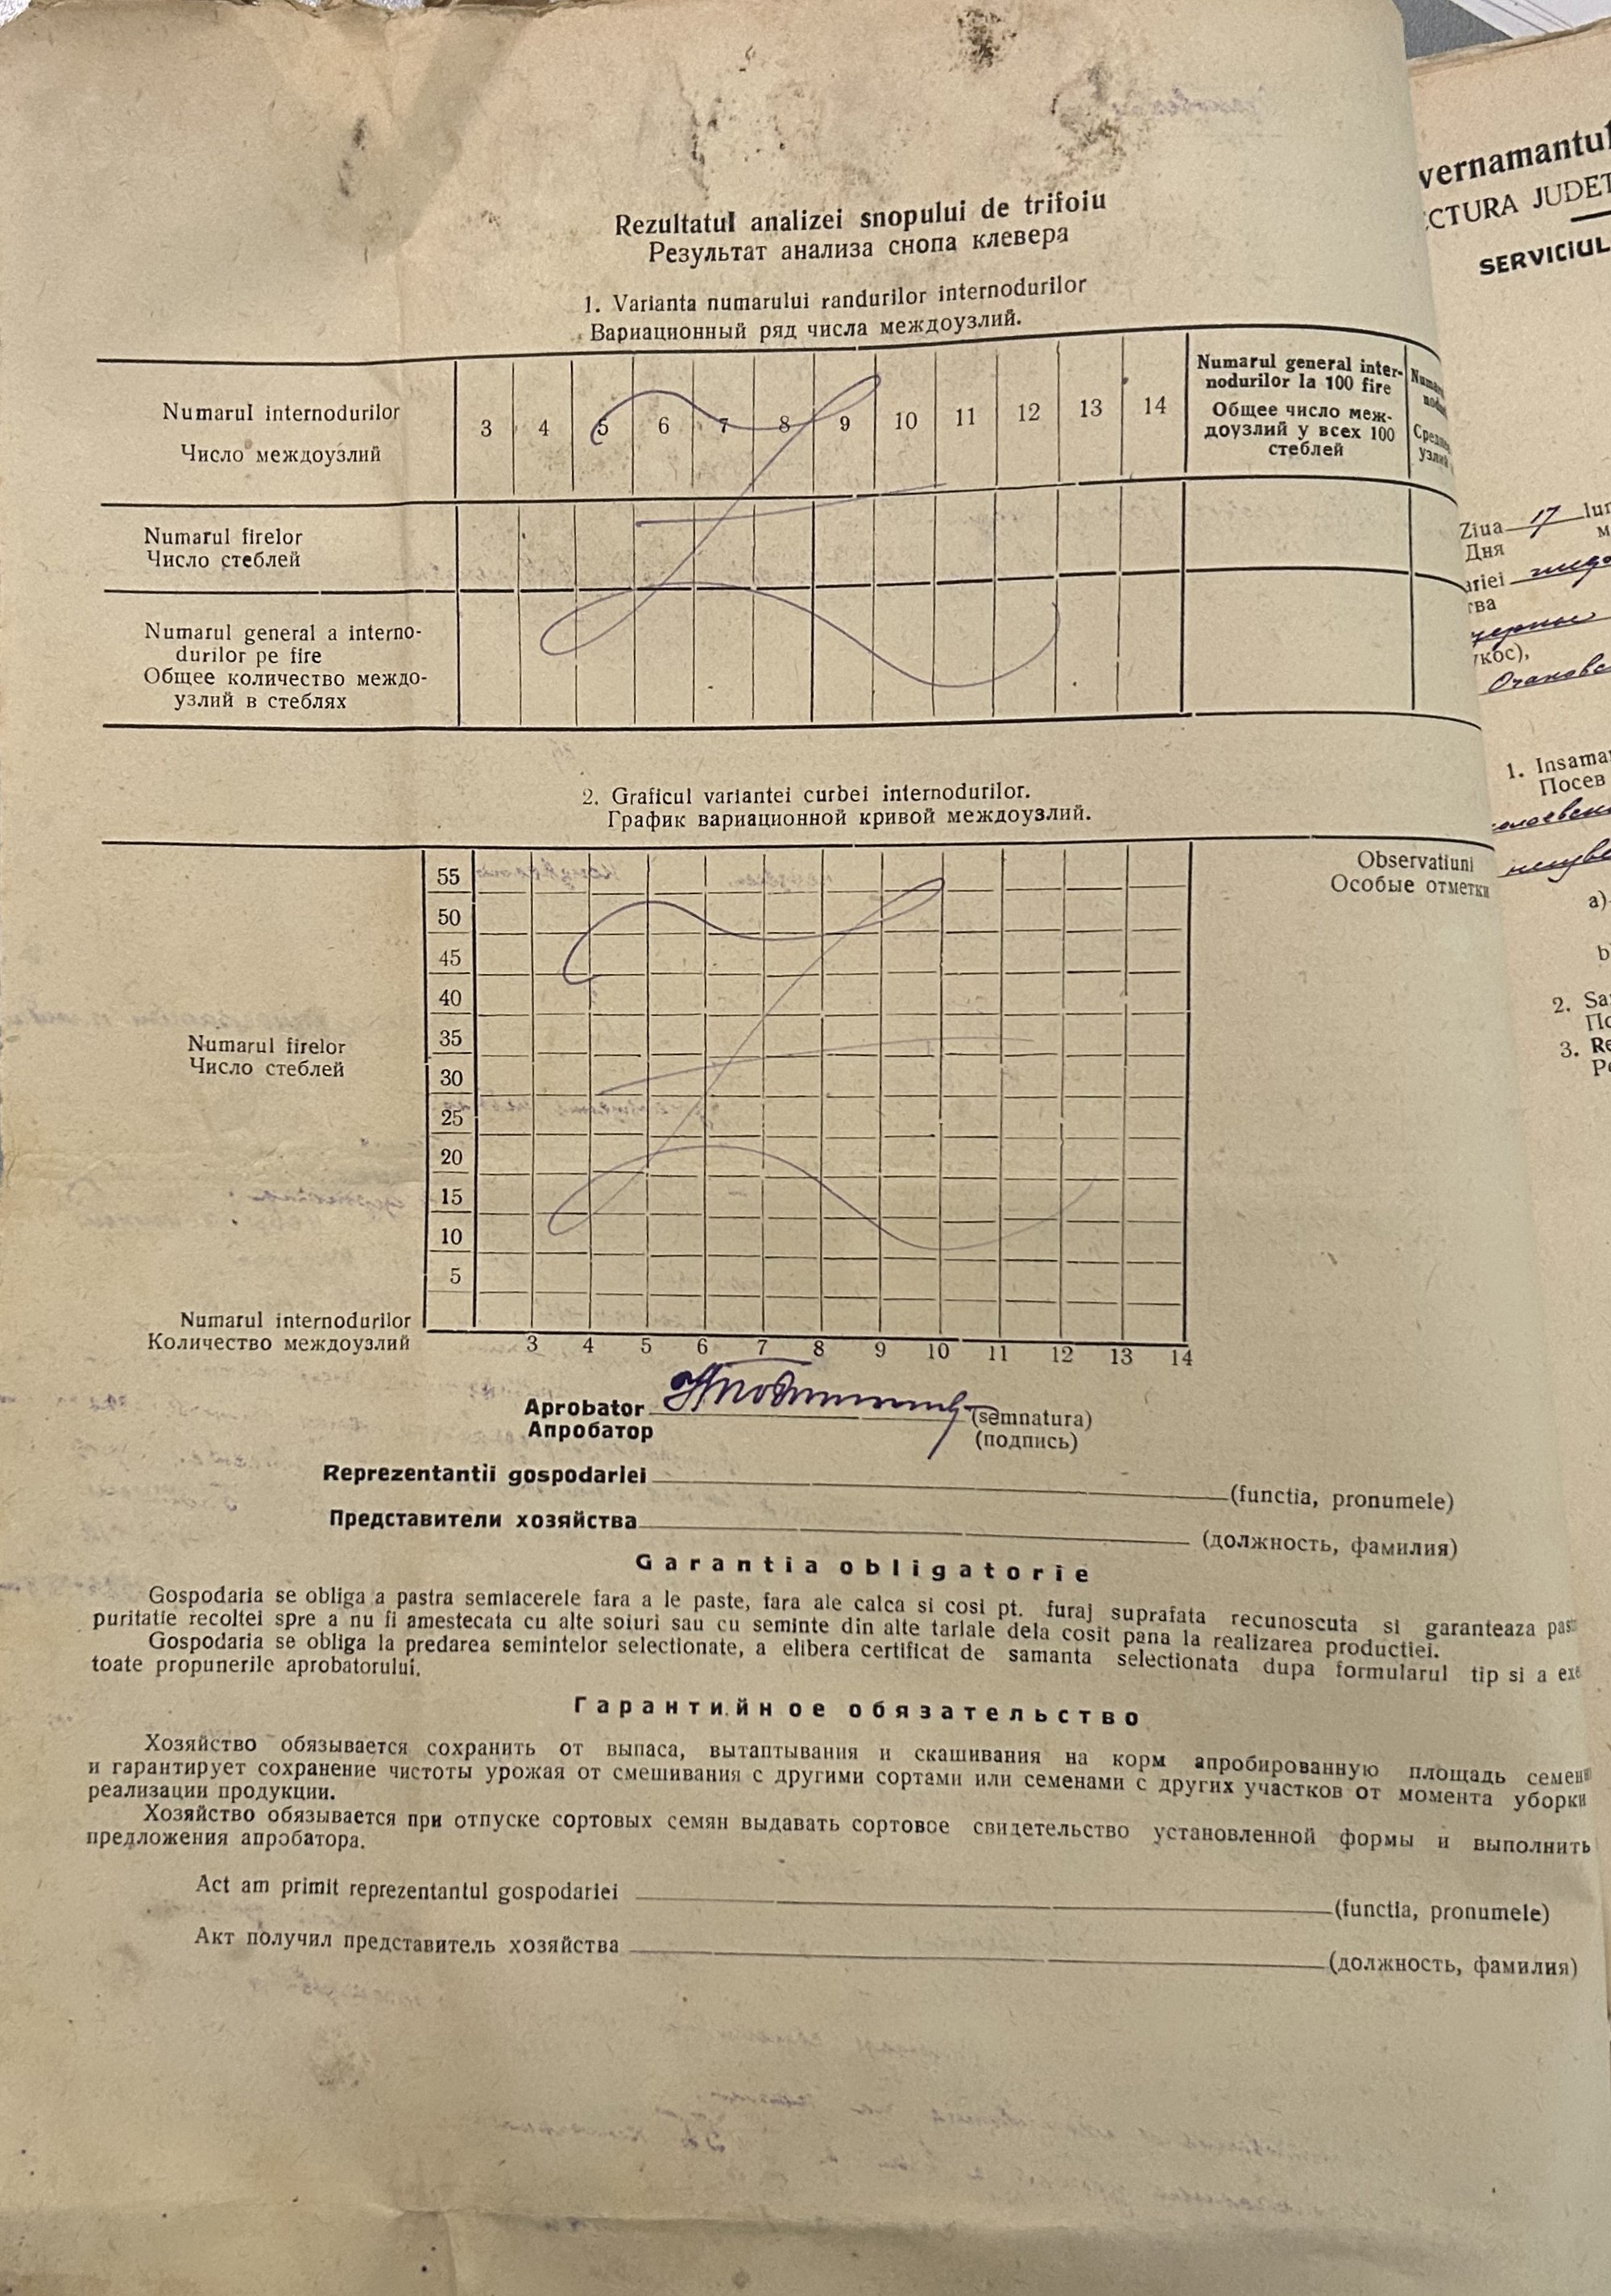 Rezultatul analizei snopului de trifoiu
Результат анализа снопа клевера
1. Varianta numarului randurilor internodurilor
Вариационный ряд числа междоузлий.
Numarul internodurilor
Число междоузлий
3 4 5 6 7 8 9 10 11 12 13 14
Numarul general inter-
nodurilor la 100 fire
Общее число меж-
доузлий у всех 100
стеблей
Numarul firelor
Число стеблей
Numarul general a interno-
durilor pe fire
Общее количество междо-
узлий в стеблях
2. Graficul variantei curbei internodurilor.
График вариационной кривой междоузлий.
Observatiuni
Особые отметки
55
50
45
40
35
Numarul firelor
Число стеблей
30
25
20
15
10
5
Numarul internodurilor
Количество междоузлий
3 4 5 6 7 8 9 10 11 12 13 14
Aprobator (semnatura)
Апробатор (подпись)
Reprezentantii gospodariei (functia, pronumele)
Представители хозяйства (должность, фамилия)
Garantia obligatorie
Gospodaria se obliga a pastra semlacerele fara a le paste, fara ale calca si cosi pt. furaj suprafata recunoscuta si garanteaza
puritatie recoltei spre a nu fi amestecata cu alte soiuri sau cu seminte din alte tarlale dela cosit pana la realizarea productiei.
Gospodaria se obliga la predarea semintelor selectionate, a elibera certificat de samanta selectionata dupa formularul tip si a
toate propunerile aprobatorului.
Гарантийное обязательство
Хозяйство обязывается сохранить от выпаса, вытаптывания и скашивания на корм апробированную площадь
и гарантирует сохранение чистоты урожая от смешивания с другими сортами или семенами с других участков от момента уборки
реализации продукции.
Хозяйство обязывается при отпуске сортовых семян выдавать сортовое свидетельство установленной формы и выполнить
предложения апробатора.
Act am primit reprezentantul gospodariei (functia, pronumele)
Акт получил представитель хозяйства (должность, фамилия)
vernamantul
CTURA JUDET
SERVICIUL
Ziua 17
Дня
кос),
1.
Посев
a)
b
2. Sa
3. Re